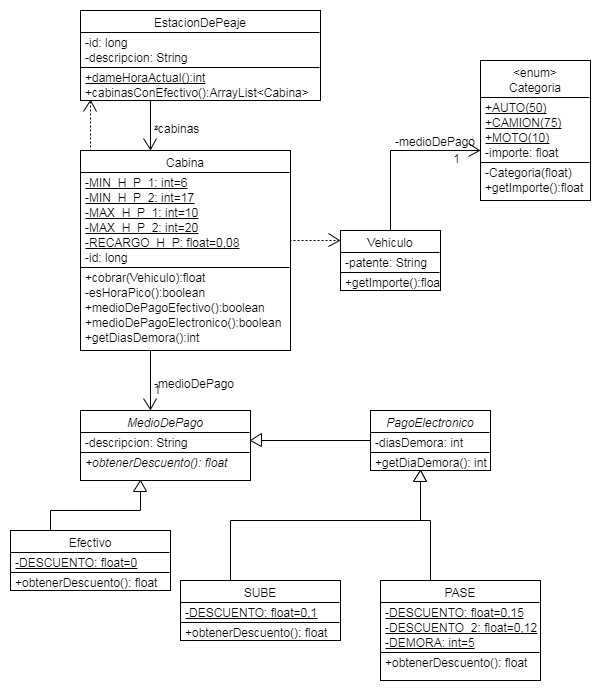 EstacionDePeaje
-id: long
-descripcion: String
+dameHoraActual():int
+cabinasConEfectivo():ArrayList<Cabina>
-cabinas
<enum>
Categoria
+AUTO(50)
+CAMION(75)
+MOTO(10)
-importe: float
-Categoria(float)
+getImporte():float
-medioDePago
1
Cabina
-MIN_H_P_1: int=6
-MIN_H_P_2: int=17
-MAX_H_P_1: int=10
-MAX_H_P_2: int=20
-RECARGO_H_P: float=0,08
-id: long
+cobrar(Vehiculo):float
-esHoraPico():boolean
+medioDePagoEfectivo():boolean
+medioDePagoElectronico():boolean
+getDiasDemora():int
Vehiculo
-patente: String
+getImporte():floa
-medioDePago
1
MedioDePago
-descripcion: String
+obtenerDescuento(): float
PagoElectronico
-diasDemora: int
+getDiaDemora(): int
Efectivo
-DESCUENTO: float=0
+obtenerDescuento(): float
SUBE
-DESCUENTO: float=0,1
+obtenerDescuento(): float
PASE
-DESCUENTO: float=0,15
-DESCUENTO_2: float=0,12
-DEMORA: int=5
+obtenerDescuento(): float